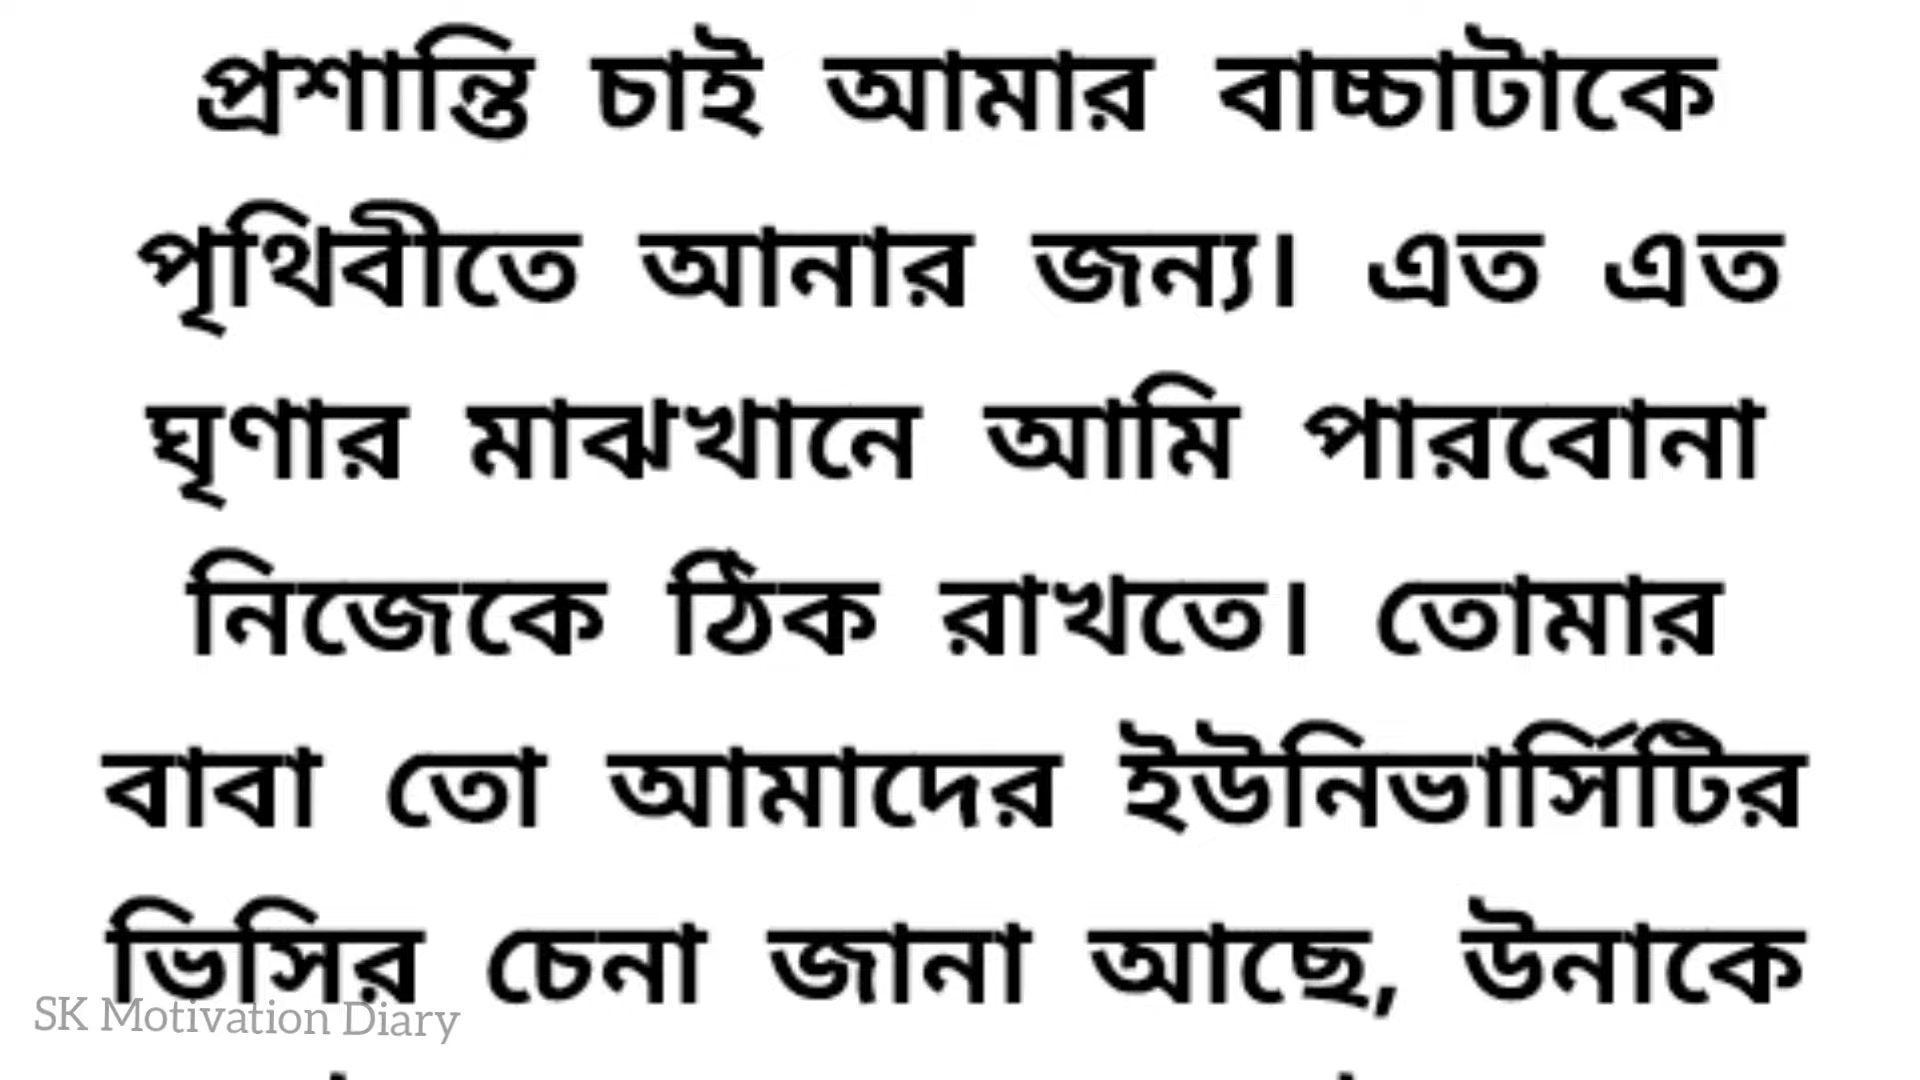 প্রশান্তি চাই আমার বাচ্চাটাকে
পৃথিবীতে আনার জন্য। এত এত
ঘৃণার মাঝখানে আমি পারবোনা
নিজেকে ঠিক রাখতে। তোমার
বাবা তো আমাদের ইউনিভার্সিটির
ভিসির চেনা জানা আছে, উনাকে
SK Motivation Diary